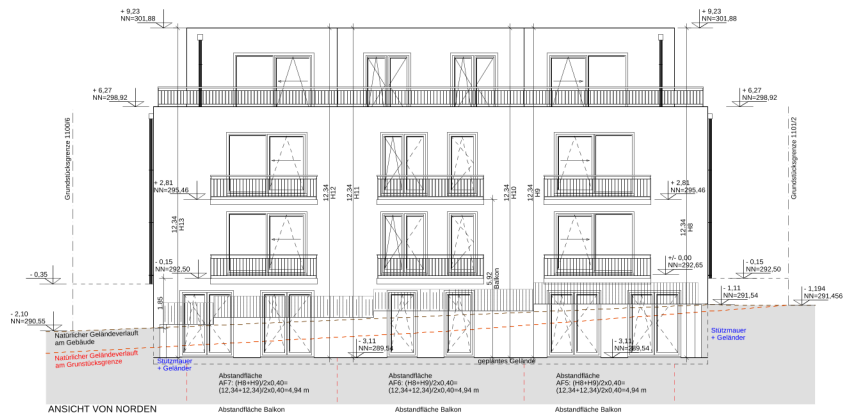 + 9,23
NN=301,88
+ 9,23
NN=301,88
+ 6,27
NN=298,92
+ 6,27
NN=298,92
Grundstücksgrenze 1100/6
Grundstücksgrenze 1101/2
+ 2,81
NN=295,46
+ 2,81
NN=295,46
12,34
H13
12,34
H12
12,34
H11
12,34
H10
12,34
H9
12,34
H8
- 0,15
NN=292,50
+/- 0,00
NN=292,65
- 0,15
NN=292,50
- 0,35
5,92
Balkon
1,85
- 1,11
NN=291,54
- 1,194
NN=291,456
- 2,10
NN=290,55
Natürlicher Geländeverlauf
am Gebäude
Natürlicher Geländeverlauf
am Grunstücksgrenze
- 3,11
NN=289,54
- 3,11
NN=289,54
Stützmauer
+ Geländer
Stützmauer
+ Geländer
geplantes Gelände
Abstandfläche
AF7: (H8+H9)/2x0,40=
(12,34+12,34)/2x0,40=4,94 m
Abstandfläche
AF6: (H8+H9)/2x0,40=
(12,34+12,34)/2x0,40=4,94 m
Abstandfläche
AF5: (H8+H9)/2x0,40=
(12,34+12,34)/2x0,40=4,94 m
ANSICHT VON NORDEN
Abstandfläche Balkon
Abstandfläche Balkon
Abstandfläche Balkon